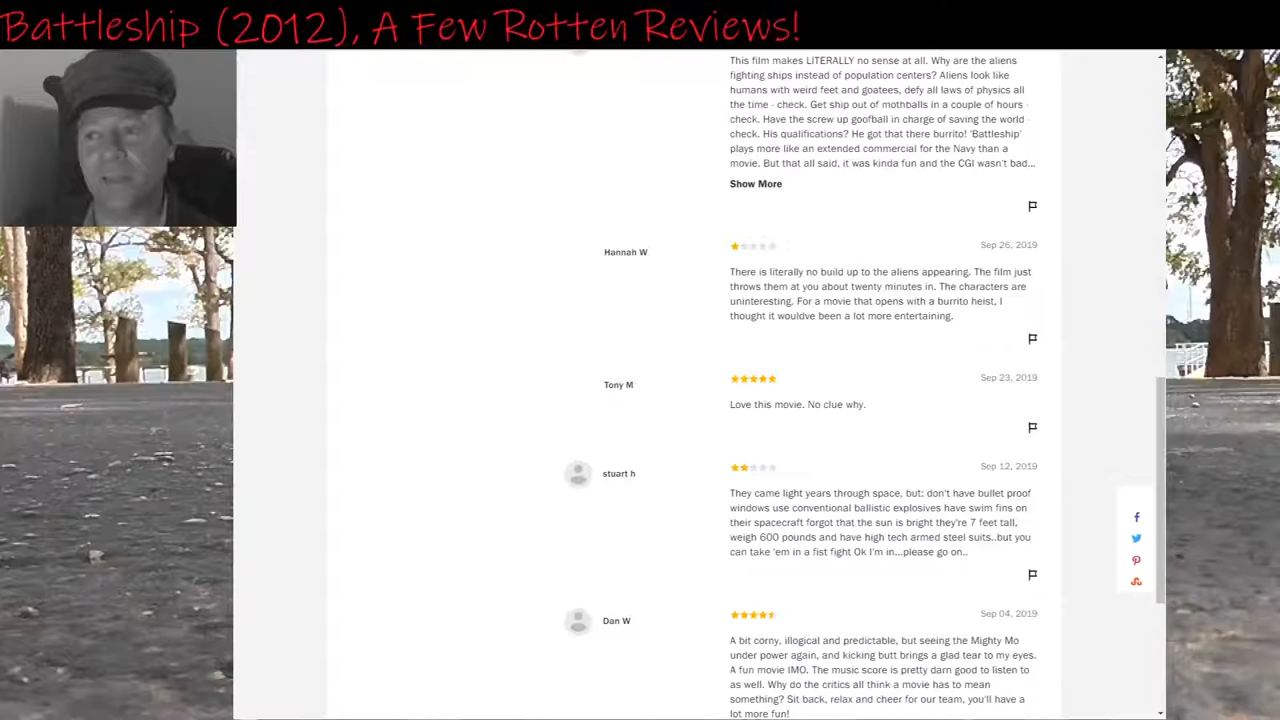 Battleship (2012), A Few Rotten Reviews!
This film makes LITERALLY no sense at all. Why are the aliens
fighting ships instead of population centers? Aliens look like
humans with weird feet and goatees, defy all laws of physics all
the time - check. Get ship out of mothballs in a couple of hours -
check. Have the screw up goofball in charge of saving the world -
check. His qualifications? He got that there burrito! 'Battleship'
plays more like an extended commercial for the Navy than a
movie. But that all said, it was kinda fun and the CGI wasn't bad...
Show More
Hannah W
Sep 26, 2019
There is literally no build up to the aliens appearing. The film just
throws them at you about twenty minutes in. The characters are
uninteresting. For a movie that opens with a burrito heist, I
thought it wouldve been a lot more entertaining.
Tony M
Sep 23, 2019
Love this movie. No clue why.
stuart h
Sep 12, 2019
They came light years through space, but: don't have bullet proof
windows use conventional ballistic explosives have swim fins on
their spacecraft forgot that the sun is bright they're 7 feet tall,
weigh 600 pounds and have high tech armed steel suits..but you
can take 'em in a fist fight Ok I'm in...please go on..
Dan W
Sep 04, 2019
A bit corny, illogical and predictable, but seeing the Mighty Mo
under power again, and kicking butt brings a glad tear to my eyes.
A fun movie IMO. The music score is pretty darn good to listen to
as well. Why do the critics all think a movie has to mean
something? Sit back, relax and cheer for our team, you'll have a
lot more fun!